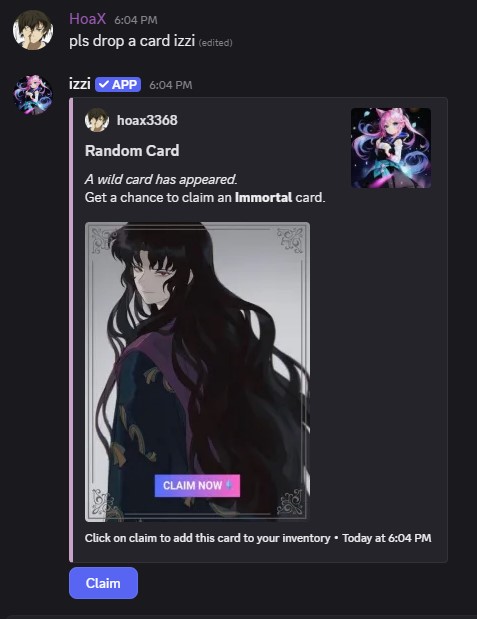 HoaX 6:04 PM
pls drop a card izzi (edited)
izzi ✓ APP 6:04 PM
hoax3368
Random Card
A wild card has appeared.
Get a chance to claim an Immortal card.
CLAIM NOW
Click on claim to add this card to your inventory • Today at 6:04 PM
Claim